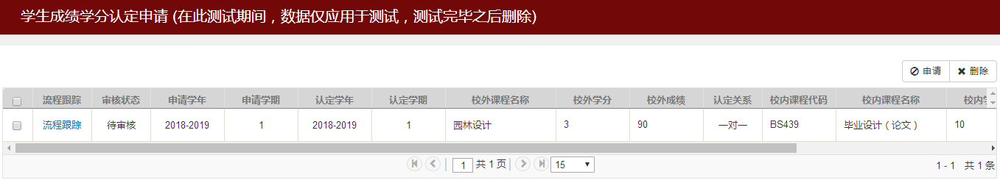 学生成绩学分认定申请 (在此测试期间，数据仅应用于测试，测试完毕之后删除)
申请 删除
流程跟踪 审核状态 申请学年 申请学期 认定学年 认定学期 校外课程名称 校外学分 校外成绩 认定关系 校内课程代码 校内课程名称 校内
流程跟踪 待审核 2018-2019 1 2018-2019 1 园林设计 3 90 一对一 BS439 毕业设计（论文） 10
1 共 1 页 15 1 - 1 共 1 条